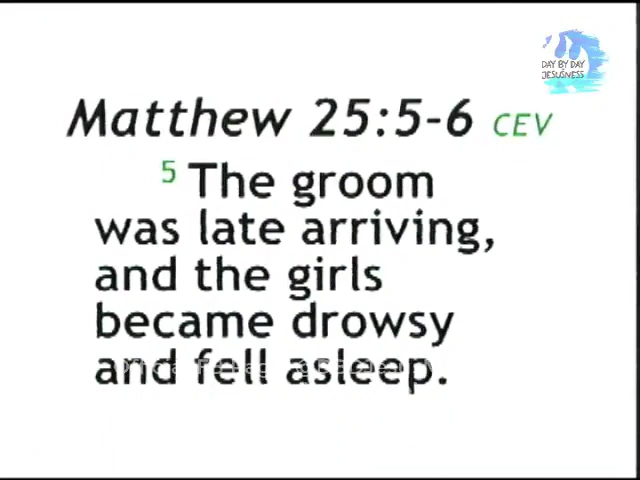 DAY BY DAY
JESUSNESS
Matthew 25:5-6 CEV
5 The groom
was late arriving,
and the girls
became drowsy
and fell asleep.